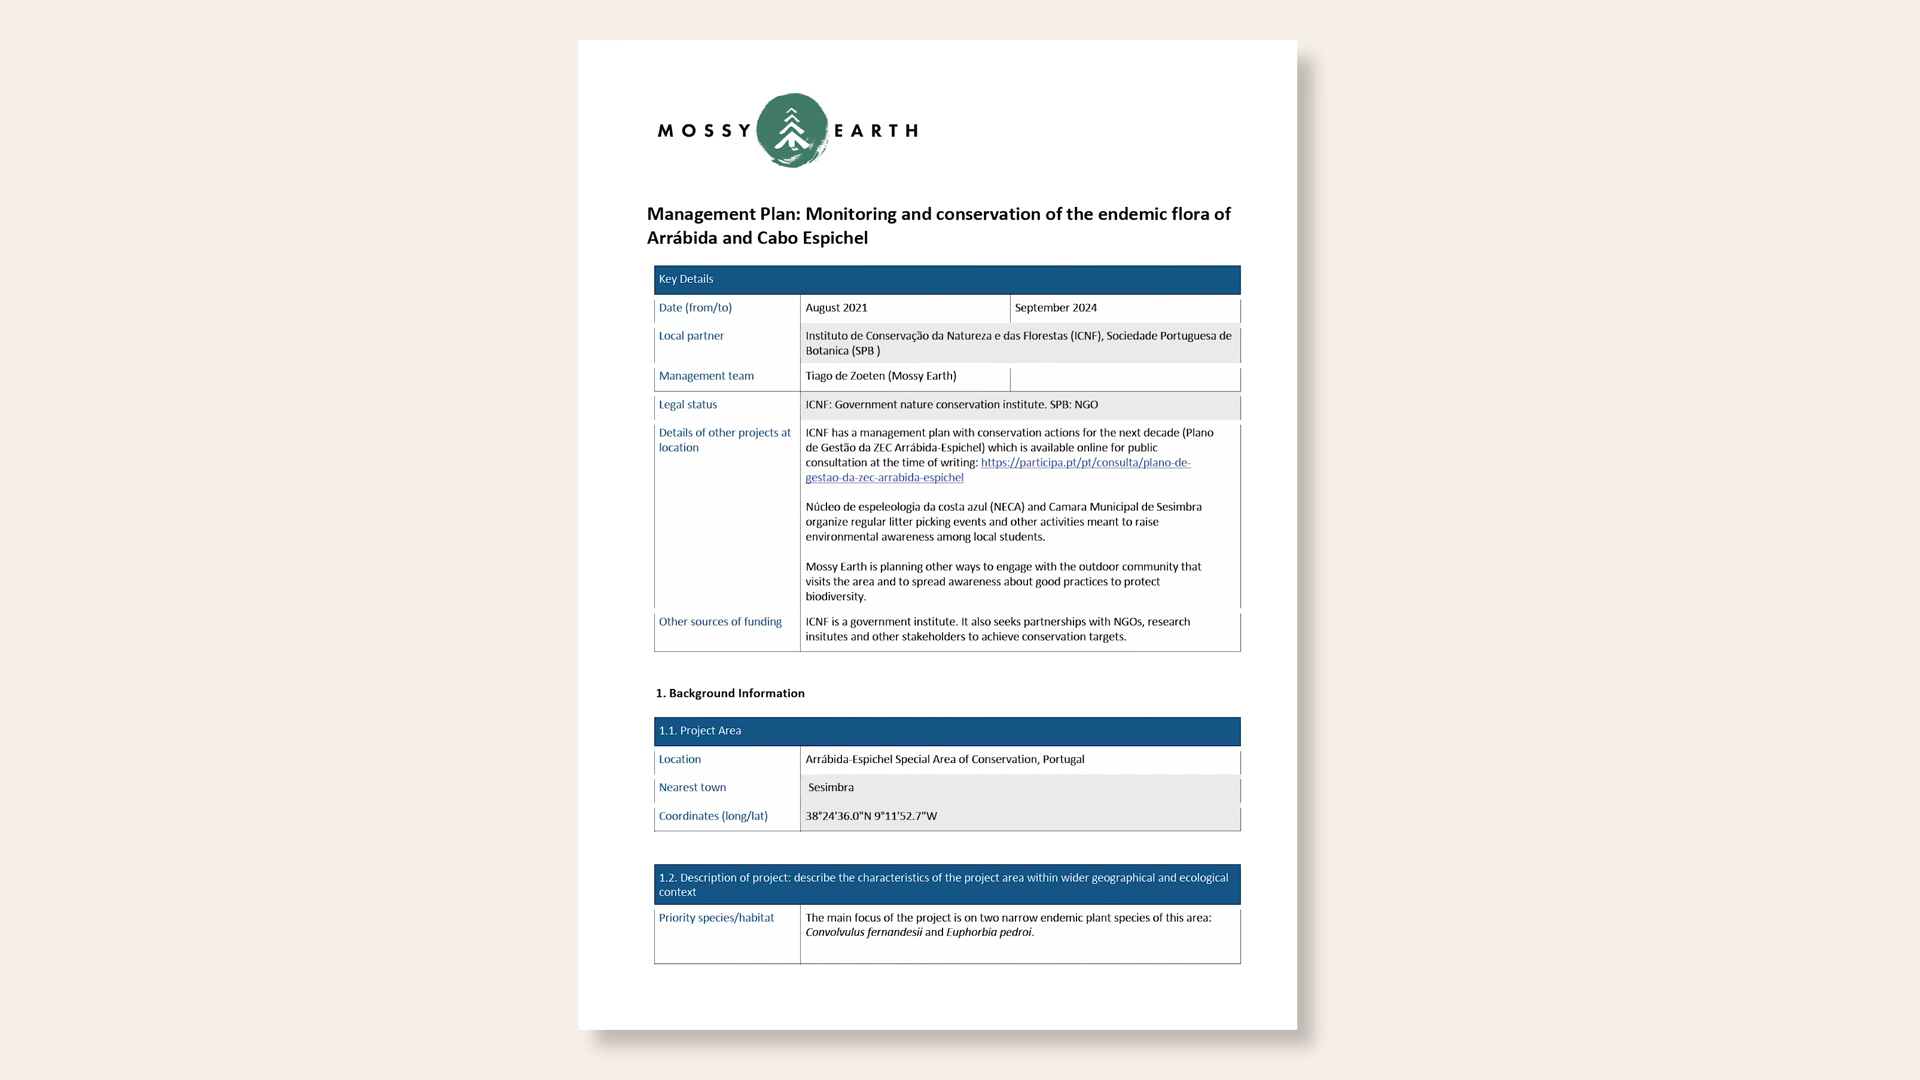 MOSSY EARTH
Management Plan: Monitoring and conservation of the endemic flora of
Arrábida and Cabo Espichel
Key Details
Date (from/to) August 2021 September 2024
Local partner Instituto de Conservação da Natureza e das Florestas (ICNF), Sociedade Portuguesa de
Botanica (SPB )
Management team Tiago de Zoeten (Mossy Earth)
Legal status ICNF: Government nature conservation institute. SPB: NGO
Details of other projects at
location
ICNF has a management plan with conservation actions for the next decade (Plano
de Gestão da ZEC Arrábida-Espichel) which is available online for public
consultation at the time of writing: https://participa.pt/pt/consulta/plano-de-
gestao-da-zec-arrabida-espichel
Núcleo de espeleologia da costa azul (NECA) and Camara Municipal de Sesimbra
organize regular litter picking events and other activities meant to raise
environmental awareness among local students.
Mossy Earth is planning other ways to engage with the outdoor community that
visits the area and to spread awareness about good practices to protect
biodiversity.
Other sources of funding ICNF is a government institute. It also seeks partnerships with NGOs, research
insitutes and other stakeholders to achieve conservation targets.
1. Background Information
1.1. Project Area
Location Arrábida-Espichel Special Area of Conservation, Portugal
Nearest town Sesimbra
Coordinates (long/lat) 38°24'36.0"N 9°11'52.7"W
1.2. Description of project: describe the characteristics of the project area within wider geographical and ecological
context
Priority species/habitat The main focus of the project is on two narrow endemic plant species of this area:
Convolvulus fernandesii and Euphorbia pedroi.